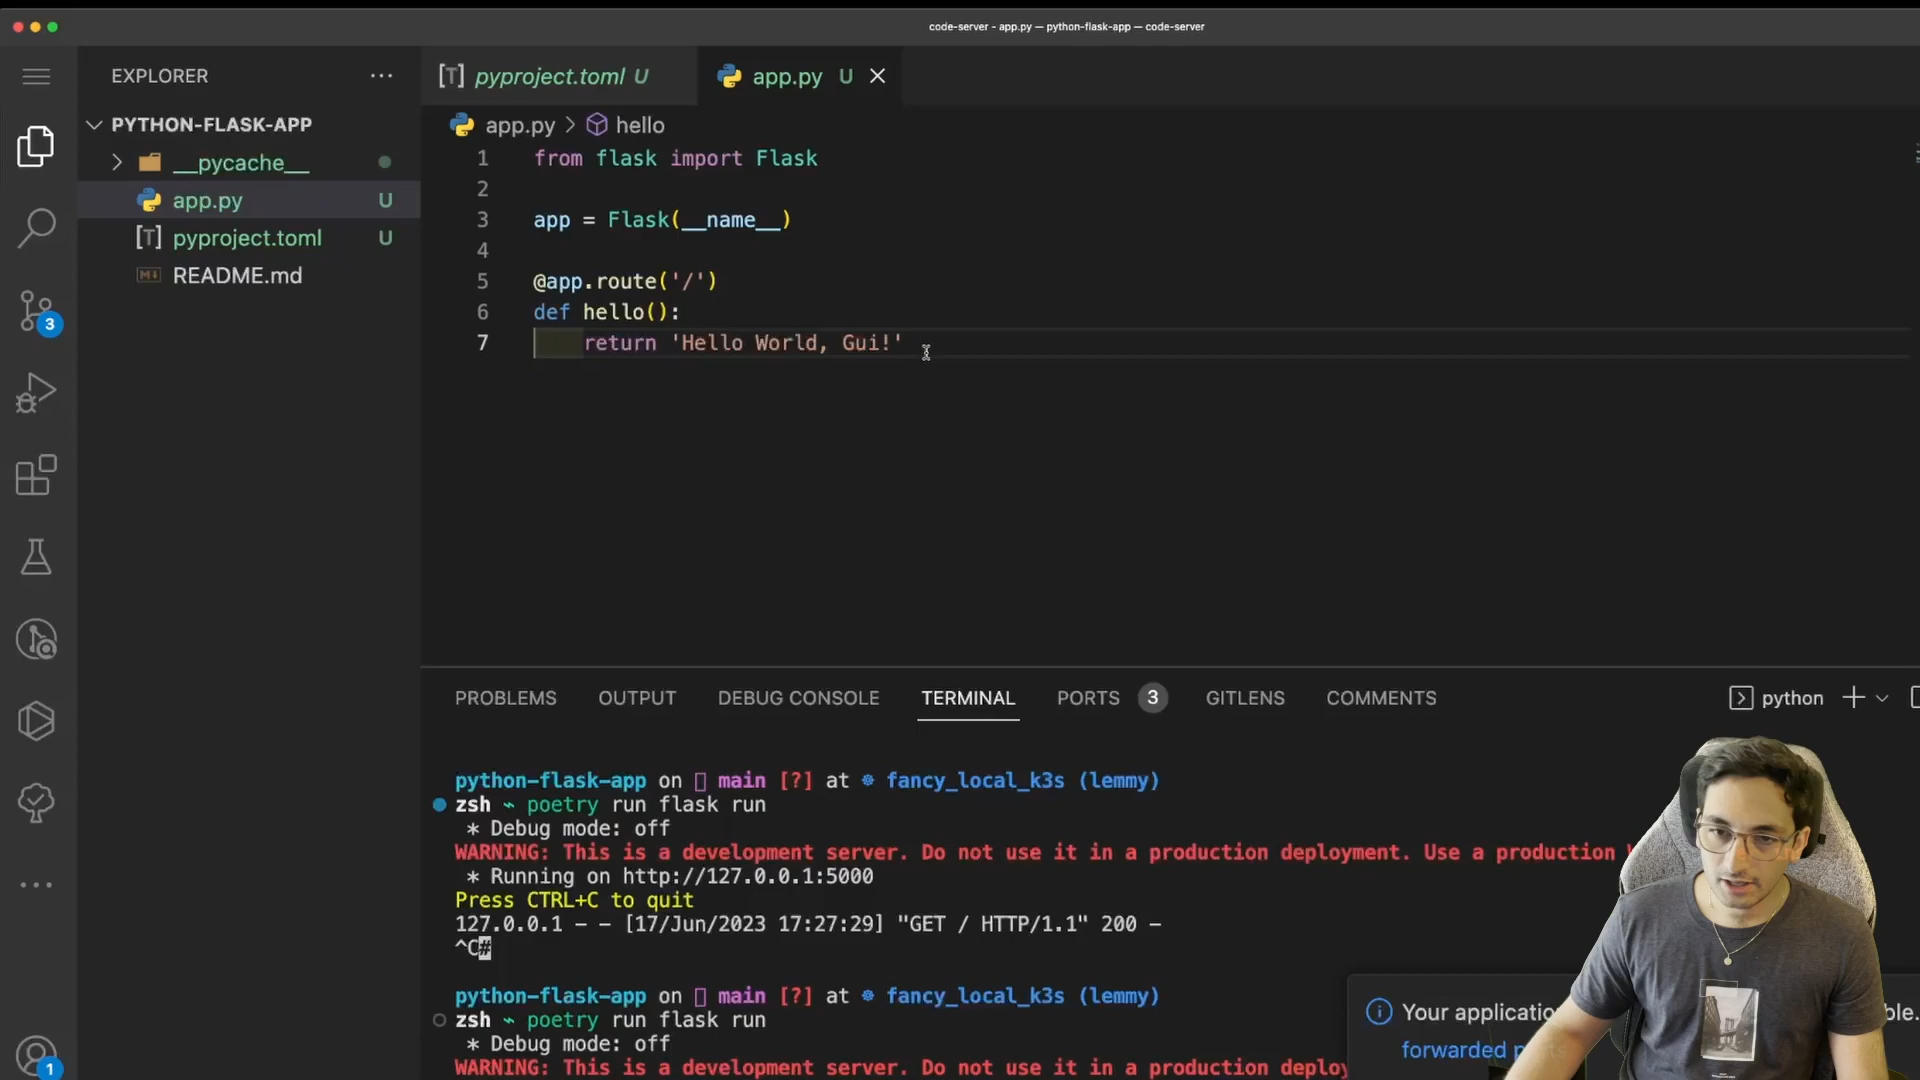 code-server - app.py — python-flask-app — code-server
EXPLORER
PYTHON-FLASK-APP
__pycache__
app.py U
pyproject.toml U
README.md
3
1
[T] pyproject.toml U
app.py U
app.py > hello
1 from flask import Flask
2
3 app = Flask(__name__)
4
5 @app.route('/')
6 def hello():
7 return 'Hello World, Gui!'
PROBLEMS OUTPUT DEBUG CONSOLE TERMINAL PORTS 3 GITLENS COMMENTS
python
python-flask-app on main [?] at fancy_local_k3s (lemmy)
zsh ~ poetry run flask run
* Debug mode: off
WARNING: This is a development server. Do not use it in a production deployment. Use a production
* Running on http://127.0.0.1:5000
Press CTRL+C to quit
127.0.0.1 - - [17/Jun/2023 17:27:29] "GET / HTTP/1.1" 200 -
^C#
python-flask-app on main [?] at fancy_local_k3s (lemmy)
zsh ~ poetry run flask run
* Debug mode: off
WARNING: This is a development server. Do not use it in a production deploy
Your applicatio
forwarded